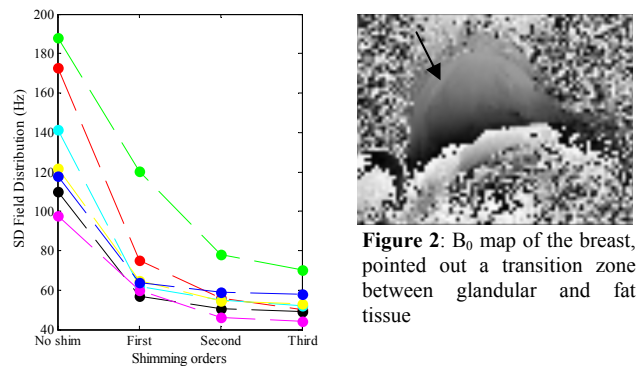 200
180
160
140
120
100
80
60
40
SD Field Distribution (Hz)
No shim First Second Third
Shimming orders
Figure 2: B₀ map of the breast,
pointed out a transition zone
between glandular and fat
tissue